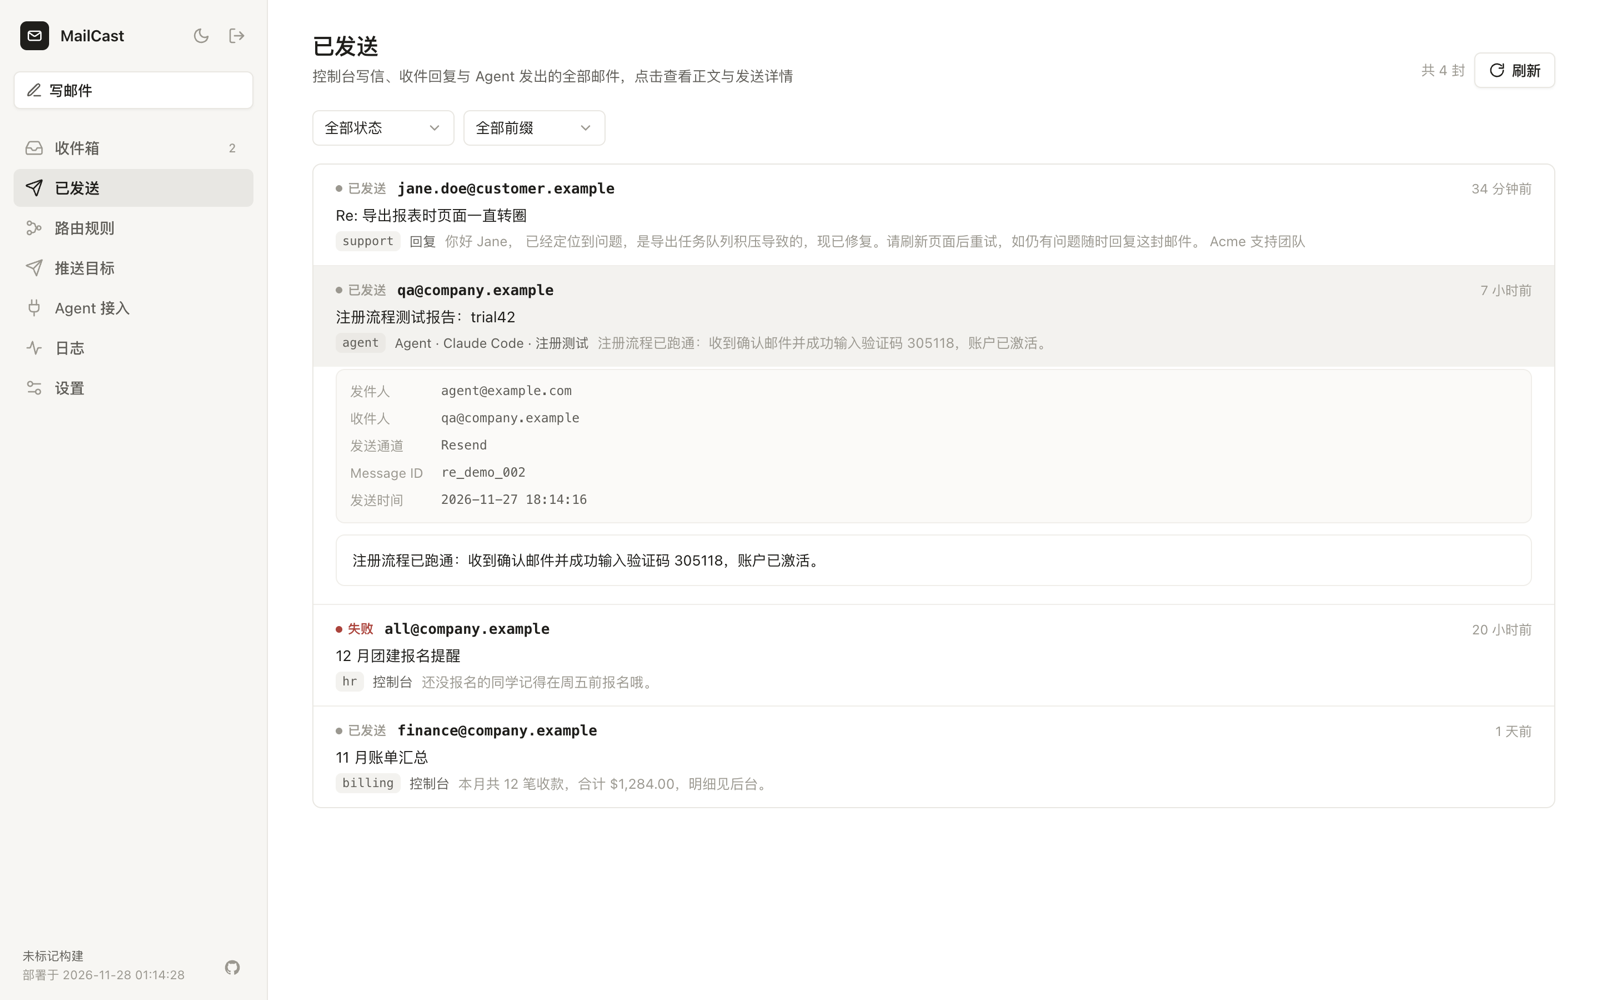 MailCast
写邮件
收件箱 2
已发送
路由规则
推送目标
Agent 接入
日志
设置
未标记构建
部署于 2026-11-28 01:14:28
已发送
控制台写信、收件回复与 Agent 发出的全部邮件，点击查看正文与发送详情
共 4 封
刷新
全部状态
全部前缀
已发送 jane.doe@customer.example 34 分钟前
Re: 导出报表时页面一直转圈
support 回复 你好 Jane， 已经定位到问题，是导出任务队列积压导致的，现已修复。请刷新页面后重试，如仍有问题随时回复这封邮件。 Acme 支持团队
已发送 qa@company.example 7 小时前
注册流程测试报告：trial42
agent Agent · Claude Code · 注册测试 注册流程已跑通：收到确认邮件并成功输入验证码 305118，账户已激活。
发件人 agent@example.com
收件人 qa@company.example
发送通道 Resend
Message ID re_demo_002
发送时间 2026-11-27 18:14:16
注册流程已跑通：收到确认邮件并成功输入验证码 305118，账户已激活。
失败 all@company.example 20 小时前
12 月团建报名提醒
hr 控制台 还没报名的同学记得在周五前报名哦。
已发送 finance@company.example 1 天前
11 月账单汇总
billing 控制台 本月共 12 笔收款，合计 $1,284.00，明细见后台。